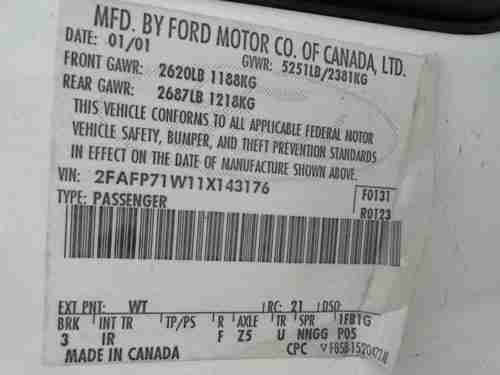 MFD. BY FORD MOTOR CO. OF CANADA, LTD.
DATE: 01/01 GVWR: 5251LB/2381KG
FRONT GAWR: 2620LB 1188KG
REAR GAWR: 2687LB 1218KG
THIS VEHICLE CONFORMS TO ALL APPLICABLE FEDERAL MOTOR
VEHICLE SAFETY, BUMPER, AND THEFT PREVENTION STANDARDS
IN EFFECT ON THE DATE OF MANUFACTURE SHOWN ABOVE.
VIN: 2FAFP71W11X143176 F0131
TYPE: PASSENGER R0123
EXT PNT: WT RC: 21 DSO:
BRK INT TR TP/PS R AXLE TR SPR 1FB1G
3 IR F Z5 U NNGG P05
MADE IN CANADA CPC